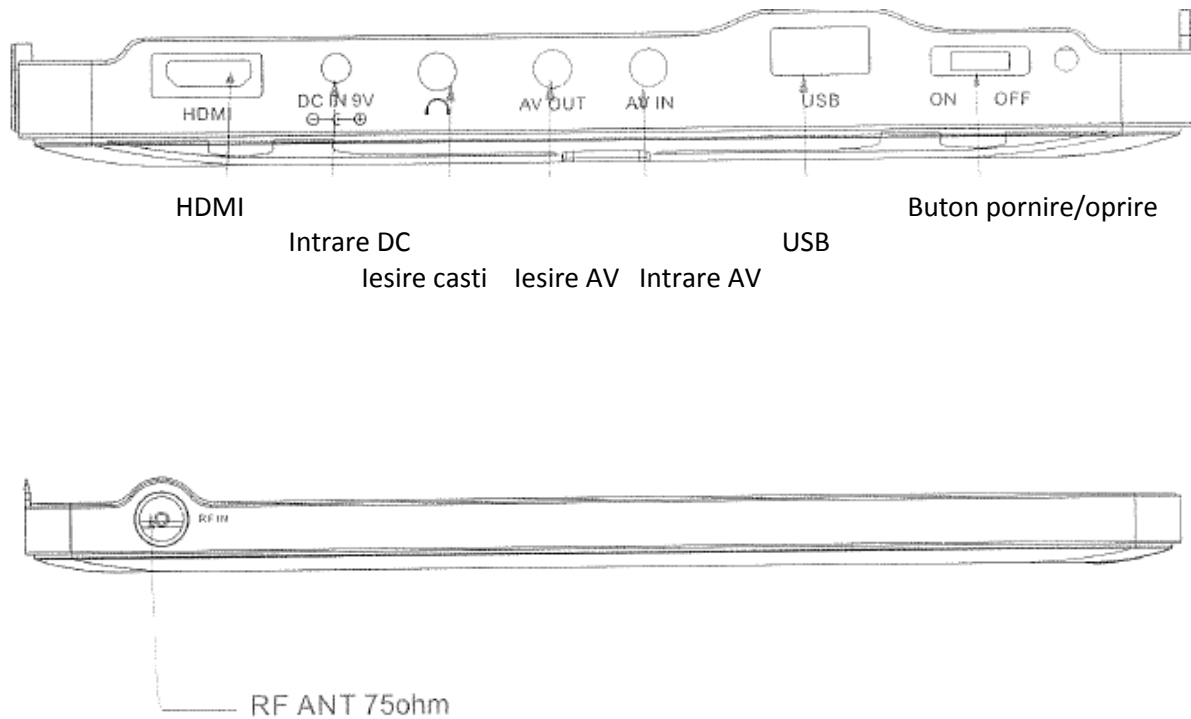 HDMI
DC IN 9V
AV OUT
AV IN
USB
ON OFF
HDMI
Buton pornire/oprire
Intrare DC
USB
Iesire casti Iesire AV Intrare AV
RF IN
RF ANT 75ohm